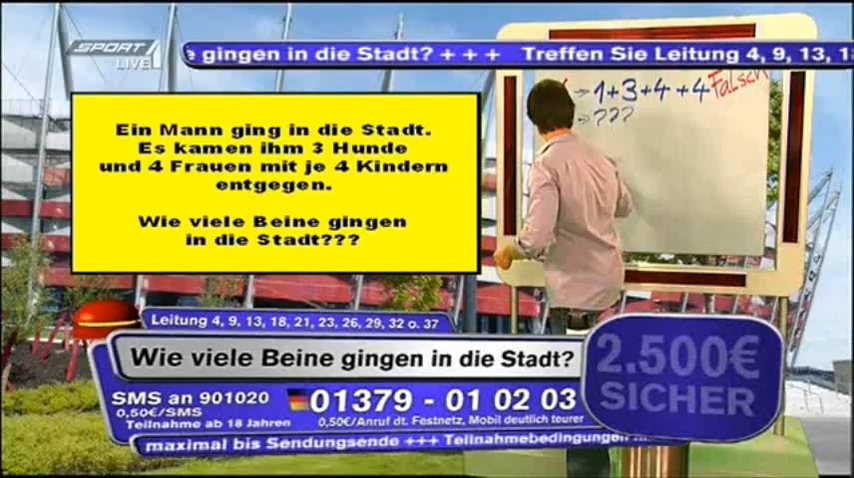 SPORT1
LIVE
e gingen in die Stadt? + + + Treffen Sie Leitung 4, 9, 13, 18
Ein Mann ging in die Stadt.
Es kamen ihm 3 Hunde
und 4 Frauen mit je 4 Kindern
entgegen.
Wie viele Beine gingen
in die Stadt???
→ 1+3+4+4 Falsch
→ ???
Leitung 4, 9, 13, 18, 21, 23, 26, 29, 32 o. 37
Wie viele Beine gingen in die Stadt?
2.500€
SICHER
SMS an 901020
0,50€/SMS
Teilnahme ab 18 Jahren
01379 - 01 02 03
0,50€/Anruf dt. Festnetz, Mobil deutlich teurer
maximal bis Sendungsende +++ Teilnahmebedingungen